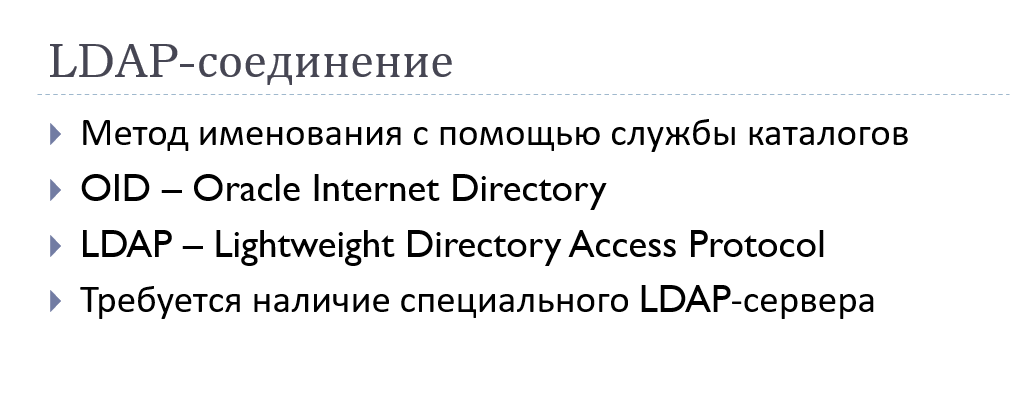 LDAP-соединение
Метод именования с помощью службы каталогов
OID – Oracle Internet Directory
LDAP – Lightweight Directory Access Protocol
Требуется наличие специального LDAP-сервера